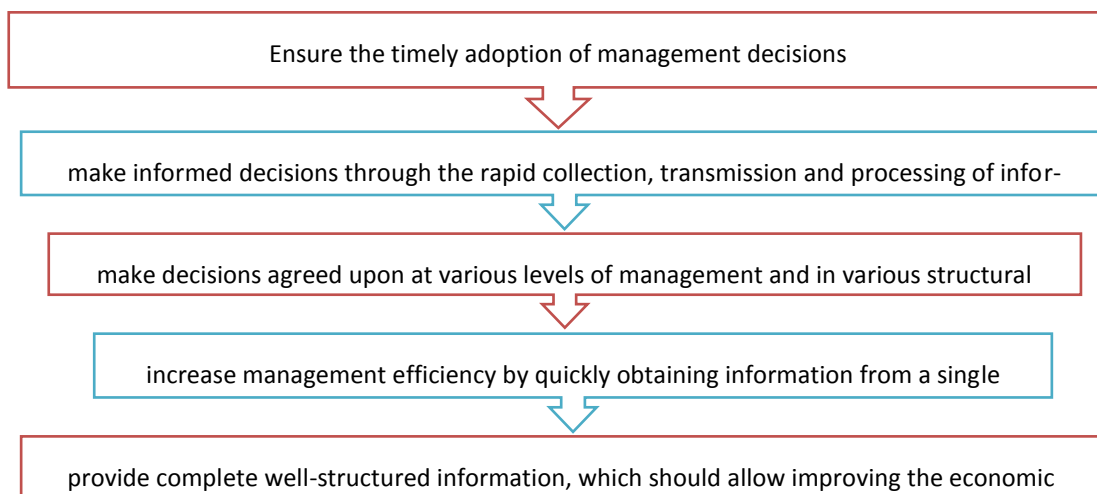 Ensure the timely adoption of management decisions
make informed decisions through the rapid collection, transmission and processing of infor-
make decisions agreed upon at various levels of management and in various structural
increase management efficiency by quickly obtaining information from a single
provide complete well-structured information, which should allow improving the economic